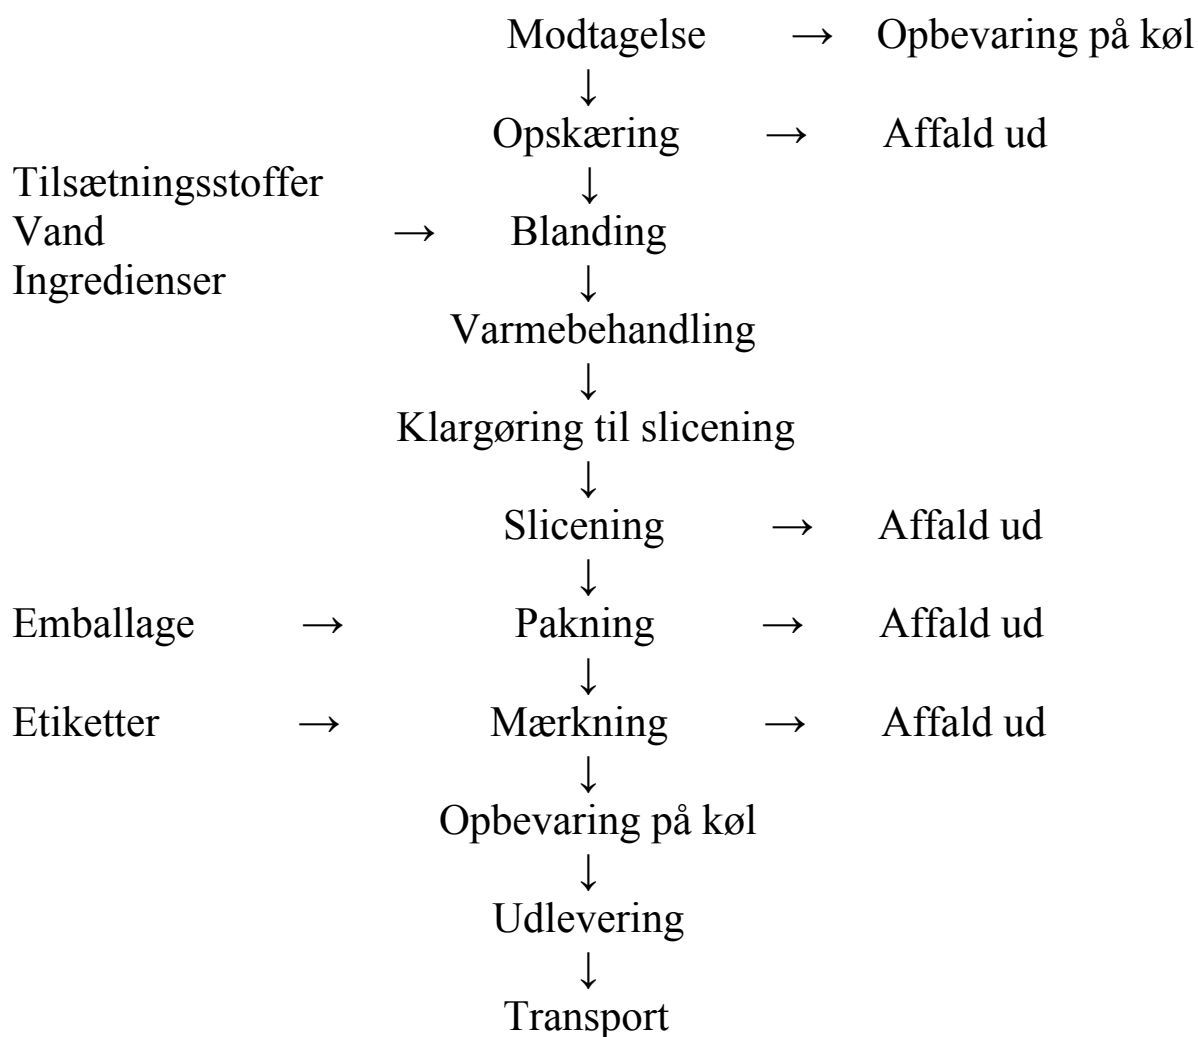 Modtagelse → Opbevaring på køl
↓
Opskæring → Affald ud
Tilsætningsstoffer ↓
Vand → Blanding
Ingredienser ↓
Varmebehandling
↓
Klargøring til slicening
↓
Slicening → Affald ud
↓
Emballage → Pakning → Affald ud
↓
Etiketter → Mærkning → Affald ud
↓
Opbevaring på køl
↓
Udlevering
↓
Transport